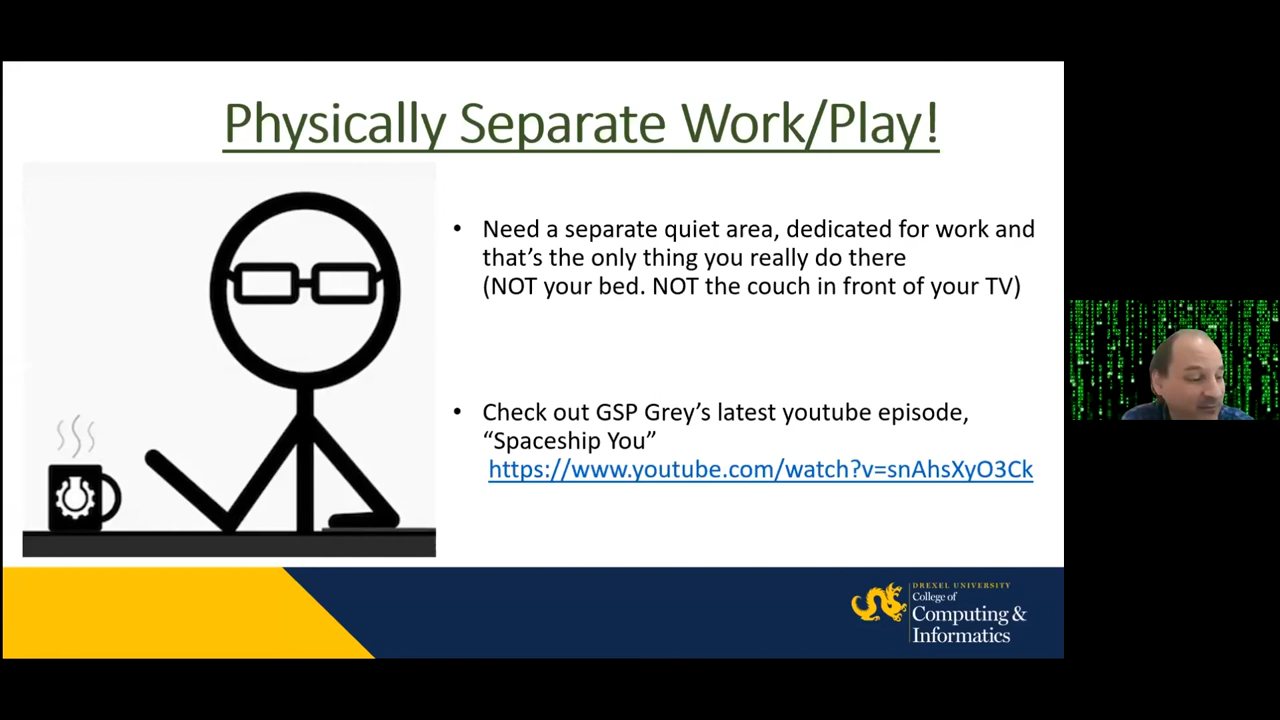 Physically Separate Work/Play!
• Need a separate quiet area, dedicated for work and
that's the only thing you really do there
(NOT your bed. NOT the couch in front of your TV)
• Check out GSP Grey's latest youtube episode,
“Spaceship You”
https://www.youtube.com/watch?v=snAhsXyO3Ck
DREXEL UNIVERSITY
College of
Computing &
Informatics